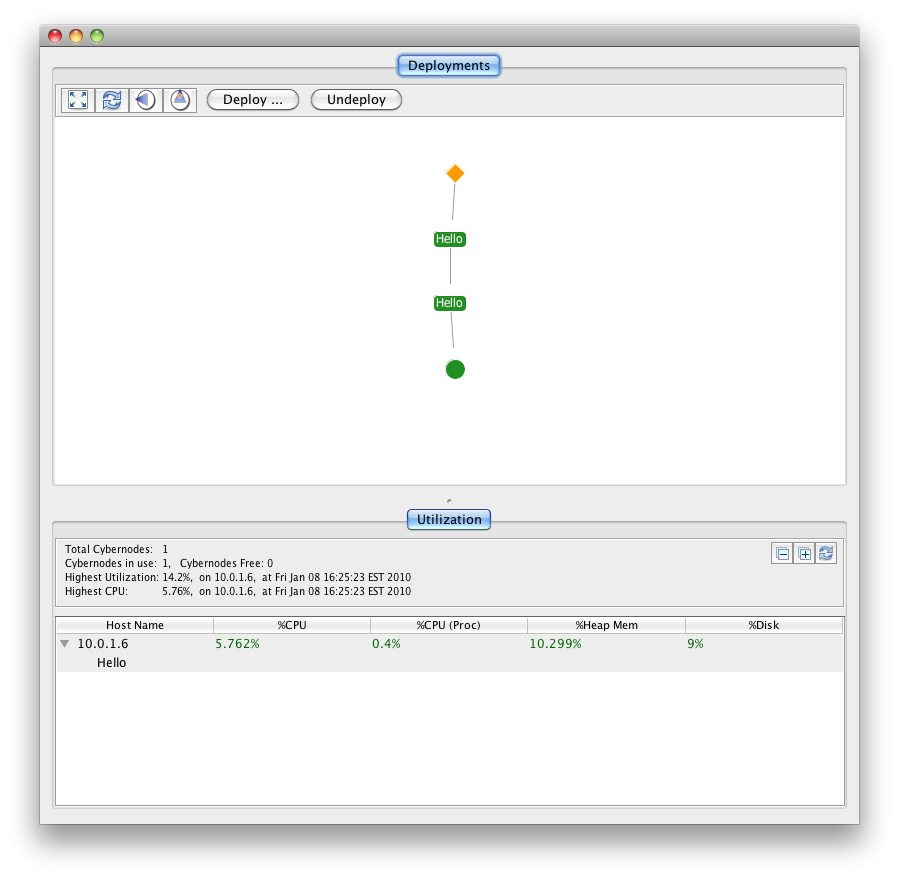 Deployments
Deploy ... Undeploy
Hello
Hello
Utilization
Total Cybernodes: 1
Cybernodes in use: 1, Cybernodes Free: 0
Highest Utilization: 14.2%, on 10.0.1.6, at Fri Jan 08 16:25:23 EST 2010
Highest CPU: 5.76%, on 10.0.1.6, at Fri Jan 08 16:25:23 EST 2010
Host Name %CPU %CPU (Proc) %Heap Mem %Disk
10.0.1.6 5.762% 0.4% 10.299% 9%
Hello